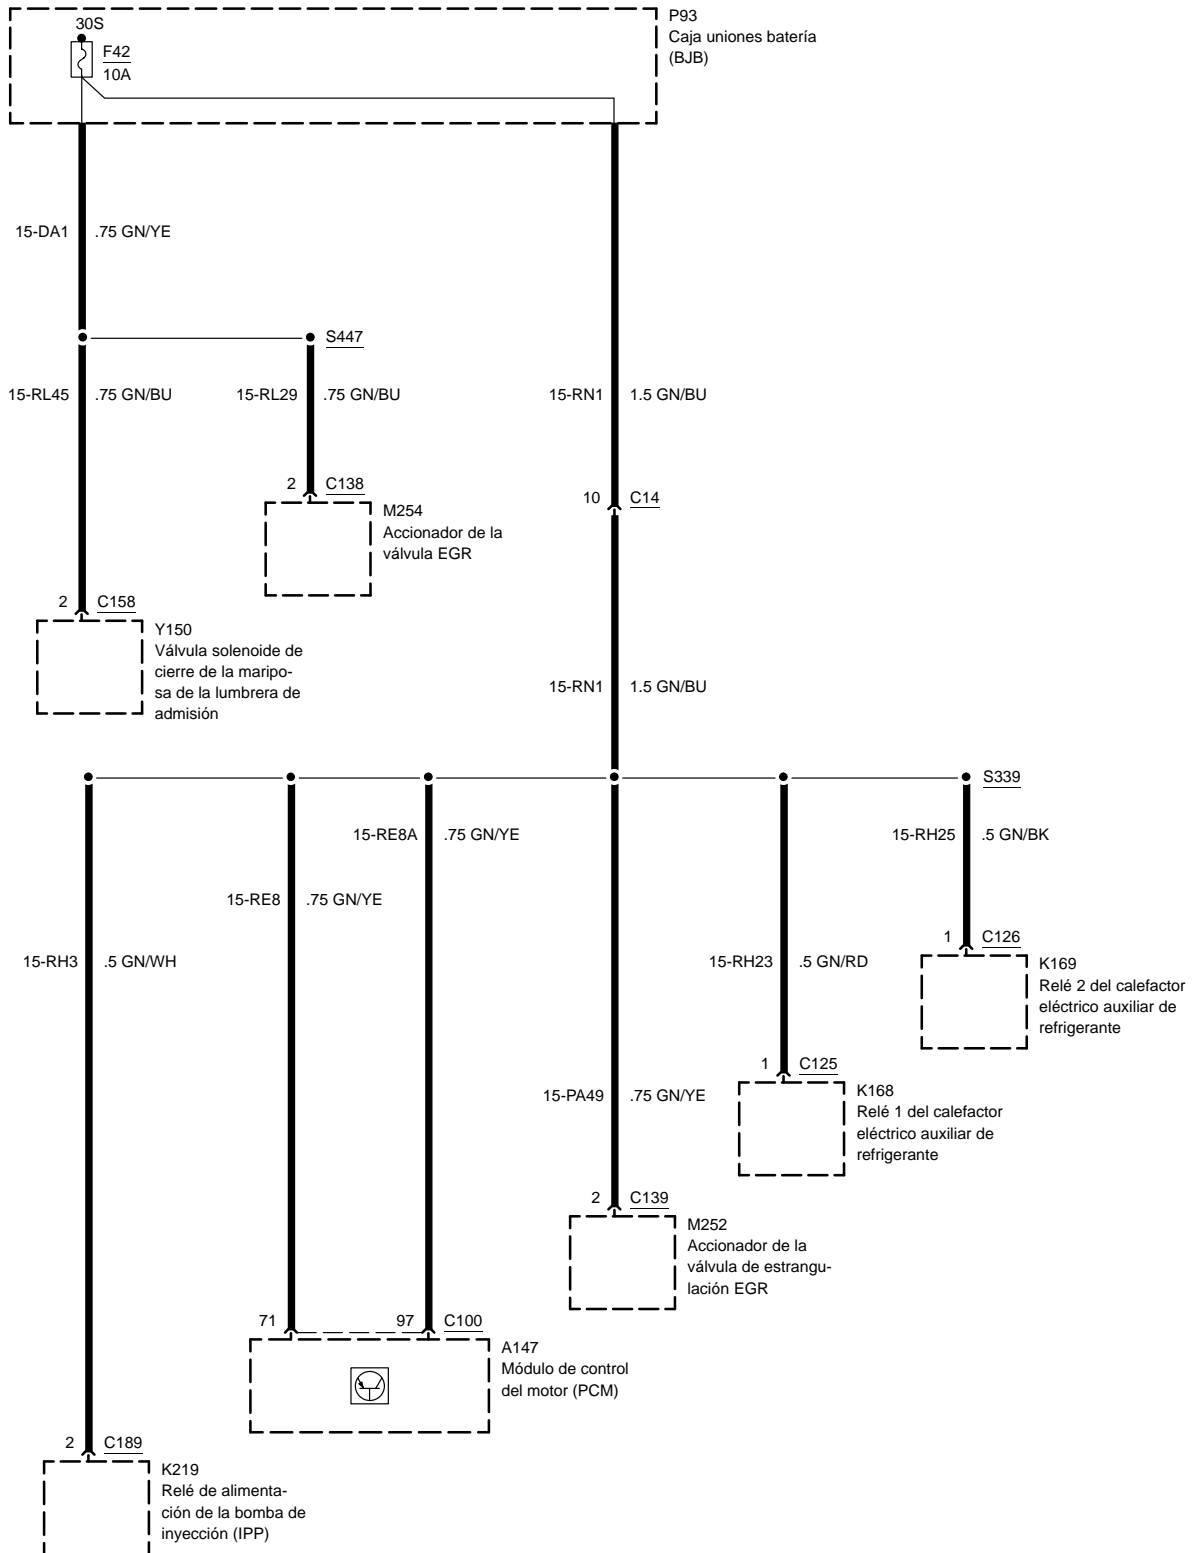 30S
F42
10A
P93
Caja uniones batería
(BJB)
15-DA1
.75 GN/YE
S447
15-RL45
.75 GN/BU
15-RL29
.75 GN/BU
15-RN1
1.5 GN/BU
2
C138
M254
Accionador de la
válvula EGR
10
C14
2
C158
Y150
Válvula solenoide de
cierre de la maripo-
sa de la lumbrera de
admisión
15-RN1
1.5 GN/BU
S339
15-RE8A
.75 GN/YE
15-RH25
.5 GN/BK
15-RE8
.75 GN/YE
15-RH3
.5 GN/WH
15-RH23
.5 GN/RD
1
C126
K169
Relé 2 del calefactor
eléctrico auxiliar de
refrigerante
1
C125
K168
Relé 1 del calefactor
eléctrico auxiliar de
refrigerante
15-PA49
.75 GN/YE
2
C139
M252
Accionador de la
válvula de estrangu-
lación EGR
71
97
C100
A147
Módulo de control
del motor (PCM)
2
C189
K219
Relé de alimenta-
ción de la bomba de
inyección (IPP)